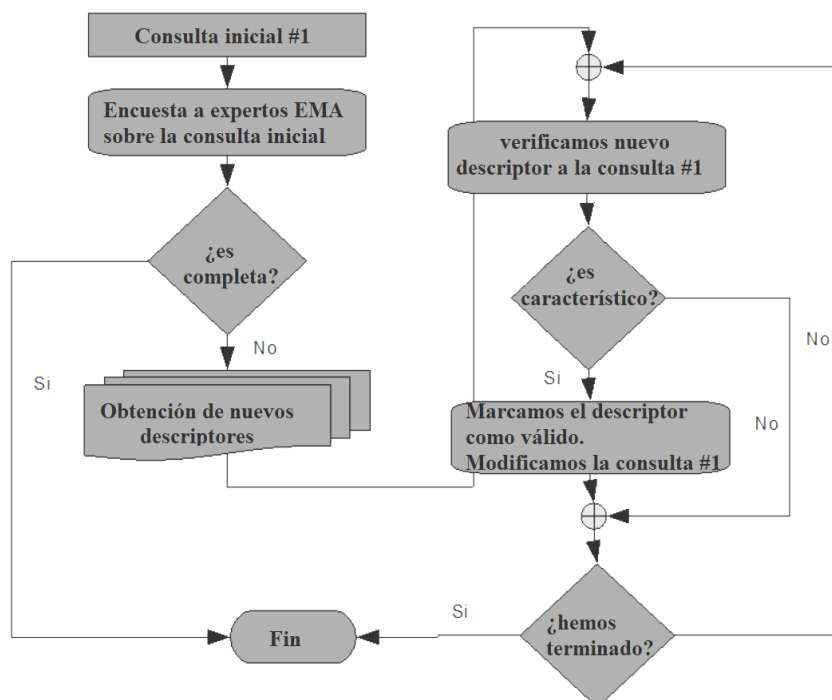 Consulta inicial #1
Encuesta a expertos EMA
sobre la consulta inicial
¿es
completa?
No
Si
Obtención de nuevos
descriptores
verificamos nuevo
descriptor a la consulta #1
¿es
característico?
No
Si
No
Marcamos el descriptor
como válido.
Modificamos la consulta #1
¿hemos
terminado?
Si
Fin